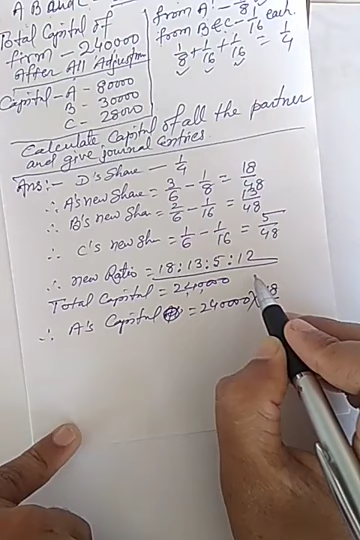 A B and C
Total Capital of
firm - 240000
After All Adjustm
Capital - A - 80000
B = 30000
C = 28000
from A - 1/8
from B & C - 1/16 each.
1/8 + 1/16 + 1/16 = 1/4
Calculate Capital of all the partner
and give journal Entries
Ans:- D's Share - 1/4
∴ A's new Share = 3/6 - 1/8 = 18/48
∴ B's new Shar = 2/6 - 1/16 = 13/48
∴ C's new Sh = 1/6 - 1/16 = 5/48
∴ new Ratio = 18:13:5:12
Total Capital = 240000
∴ A's Capital = 240000 × 18